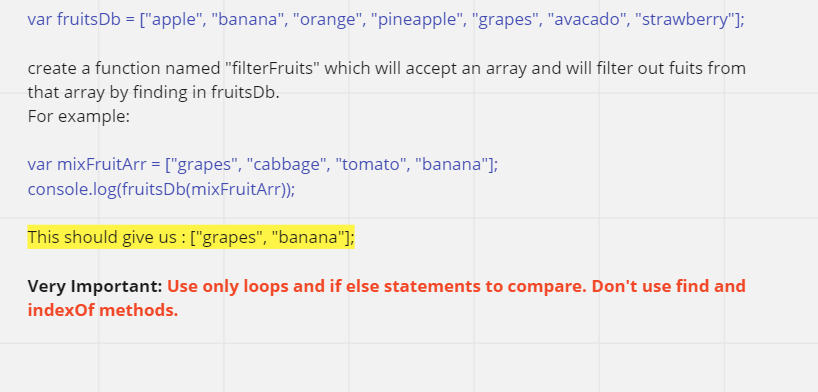 var fruitsDb = ["apple", "banana", "orange", "pineapple", "grapes", "avacado", "strawberry"];
create a function named "filterFruits" which will accept an array and will filter out fuits from
that array by finding in fruitsDb.
For example:
var mixFruitArr = ["grapes", "cabbage", "tomato", "banana"];
console.log(fruitsDb(mixFruitArr));
This should give us : ["grapes", "banana"];
Very Important: Use only loops and if else statements to compare. Don't use find and
indexOf methods.